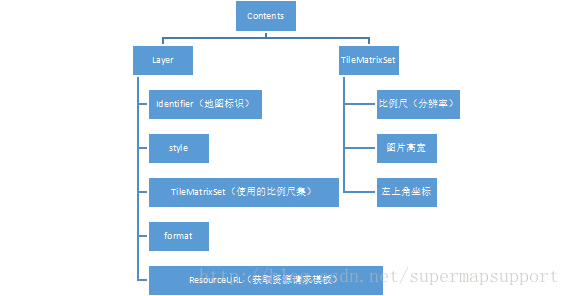 Contents
Layer
TileMatrixSet
Identifier（地图标识）
比例尺（分辨率）
style
图片高宽
TileMatrixSet（使用的比例尺集）
左上角坐标
format
ResourceURL（获取资源请求模板）
http://blog.csdn.net/supermapsupport